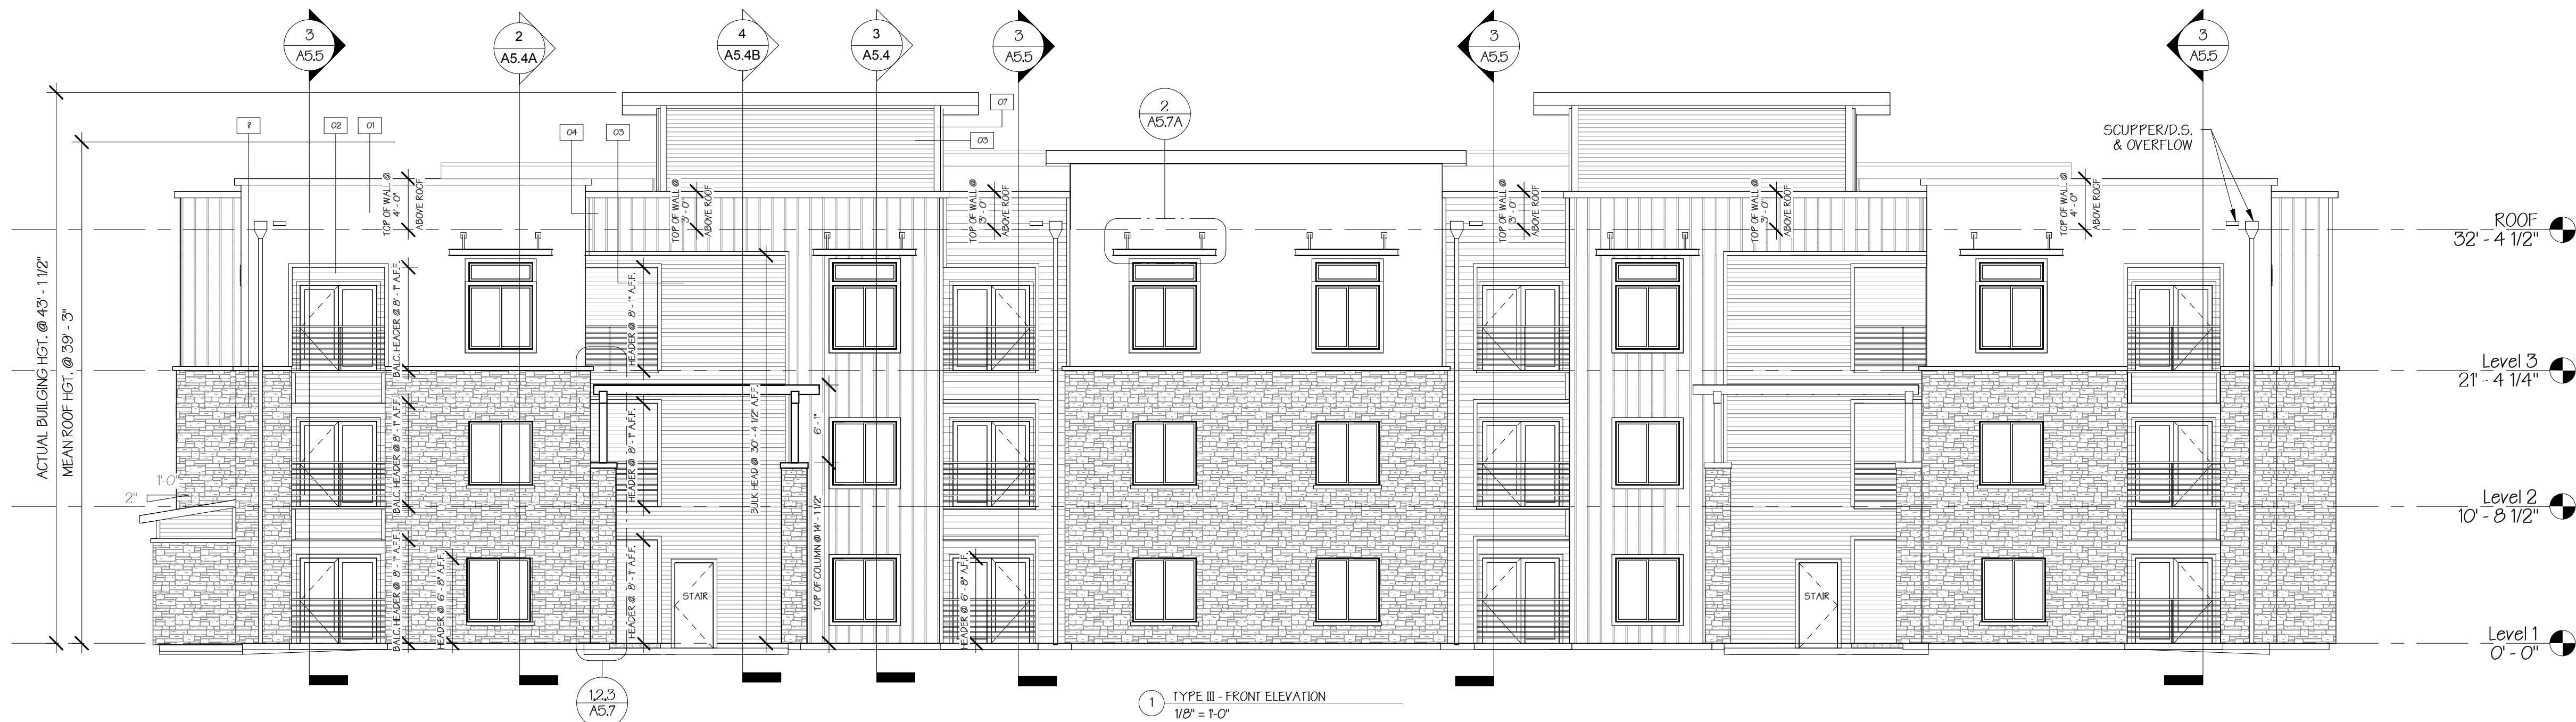 3
A5.5
2
A5.4A
4
A5.4B
3
A5.4
3
A5.5
3
A5.5
3
A5.5
2
A5.7A
?
02
01
04
03
07
03
SCUPPER/D.S.
& OVERFLOW
ACTUAL BUILDING HGT. @ 43' - 1 1/2"
MEAN ROOF HGT. @ 39' - 3"
TOP OF WALL @
4' - 0"
ABOVE ROOF
TOP OF WALL @
3' - 0"
ABOVE ROOF
TOP OF WALL @
3' - 0"
ABOVE ROOF
TOP OF WALL @
3' - 0"
ABOVE ROOF
TOP OF WALL @
3' - 0"
ABOVE ROOF
TOP OF WALL @
4' - 0"
ABOVE ROOF
ROOF
32' - 4 1/2"
BALC. HEADER @ 8' - 1" A.F.F.
HEADER @ 8' - 1" A.F.F.
Level 3
21' - 4 1/4"
BALC. HEADER @ 8' - 1" A.F.F.
HEADER @ 8' - 1" A.F.F.
BULK HEAD @ 30' - 4 1/2" A.F.F.
6' - 1"
1'-0"
2"
Level 2
10' - 8 1/2"
BALC. HEADER @ 8' - 1" A.F.F.
HEADER @ 6' - 8" A.F.F.
HEADER @ 8' - 1" A.F.F.
STAIR
TOP OF COLUMN @ 14' - 1 1/2"
HEADER @ 6' - 8" A.F.F.
STAIR
Level 1
0' - 0"
1,2,3
A5.7
1
TYPE III - FRONT ELEVATION
1/8" = 1'-0"